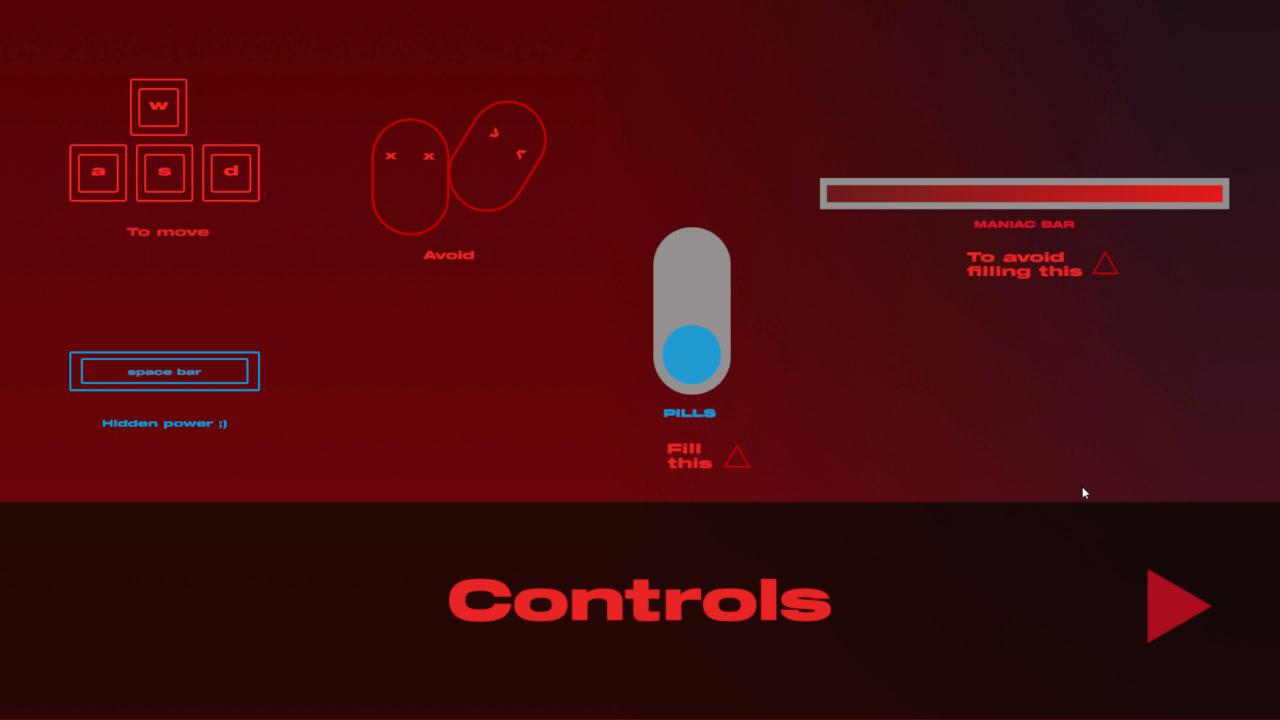 w
a s d
To move
x x
Avoid
MANIAC BAR
To avoid
filling this
space bar
Hidden power ;)
PILLS
Fill
this
Controls